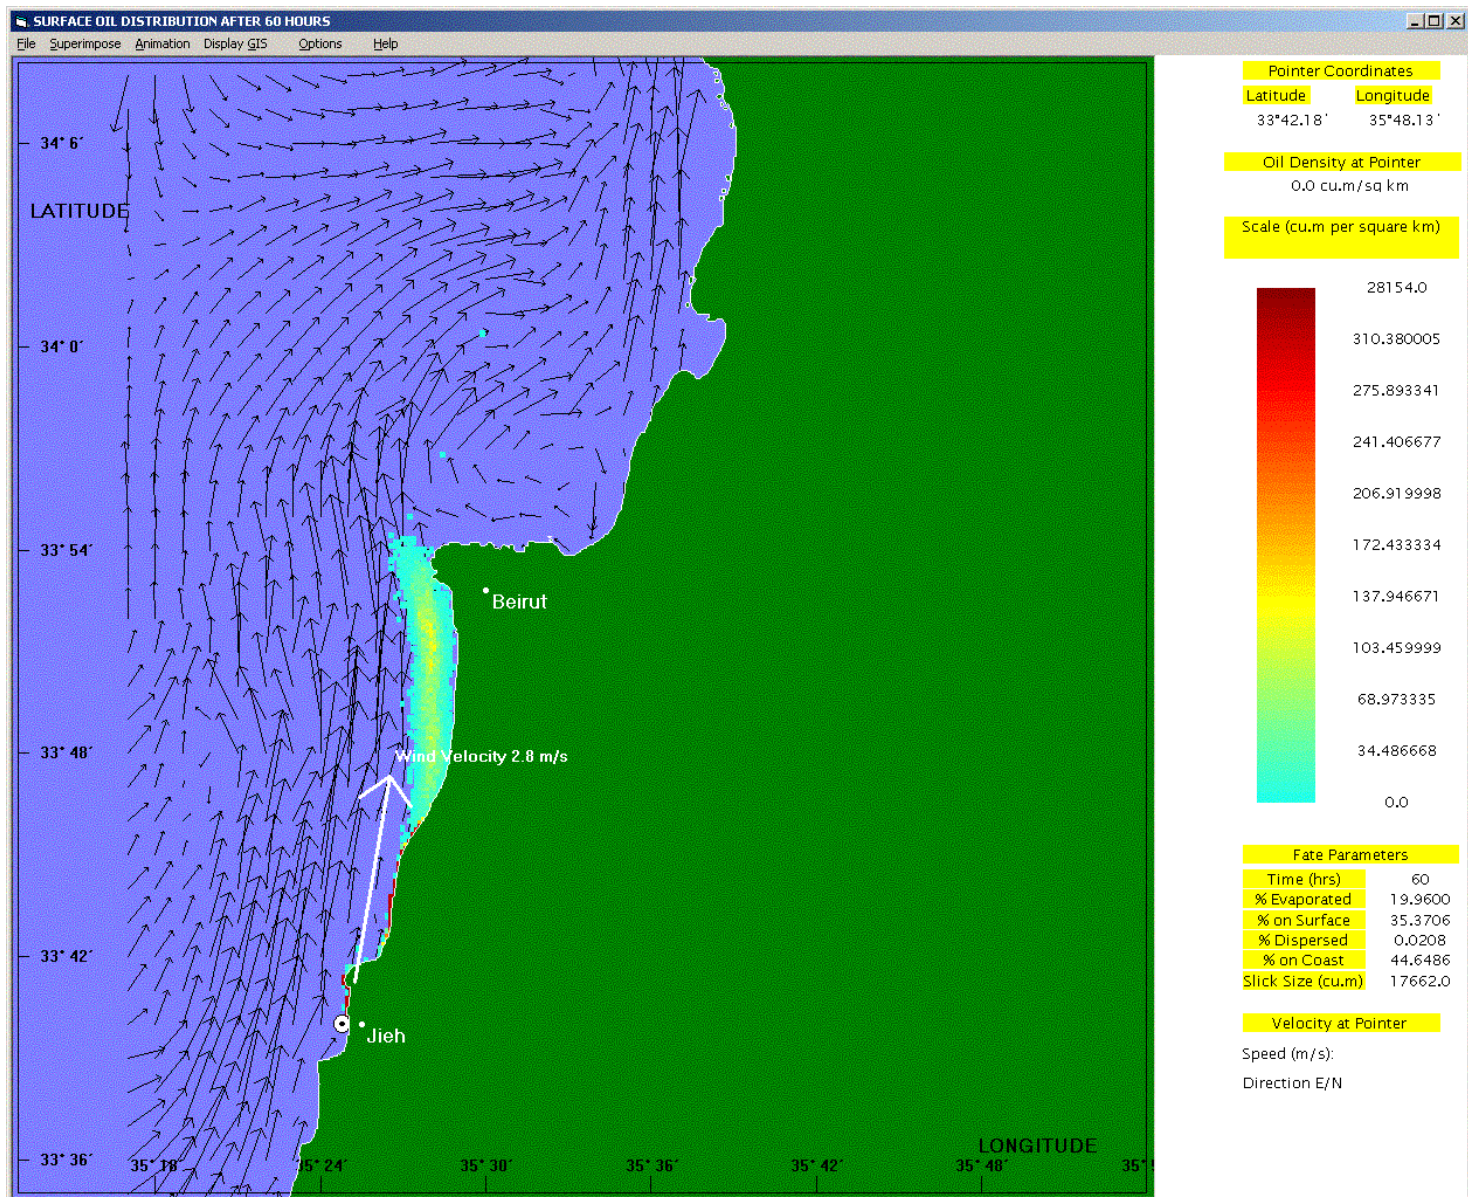 SURFACE OIL DISTRIBUTION AFTER 60 HOURS
File Superimpose Animation Display GIS Options Help
34° 6´
LATITUDE
34° 0´
33° 54´
Beirut
33° 48´
Wind Velocity 2.8 m/s
33° 42´
Jieh
33° 36´
LONGITUDE
35° 18´ 35° 24´ 35° 30´ 35° 36´ 35° 42´ 35° 48´
Pointer Coordinates
Latitude Longitude
33°42.18' 35°48.13'
Oil Density at Pointer
0.0 cu.m/sq km
Scale (cu.m per square km)
28154.0
310.380005
275.893341
241.406677
206.919998
172.433334
137.946671
103.459999
68.973335
34.486668
0.0
Fate Parameters
Time (hrs) 60
% Evaporated 19.9600
% on Surface 35.3706
% Dispersed 0.0208
% on Coast 44.6486
Slick Size (cu.m) 17662.0
Velocity at Pointer
Speed (m/s):
Direction E/N